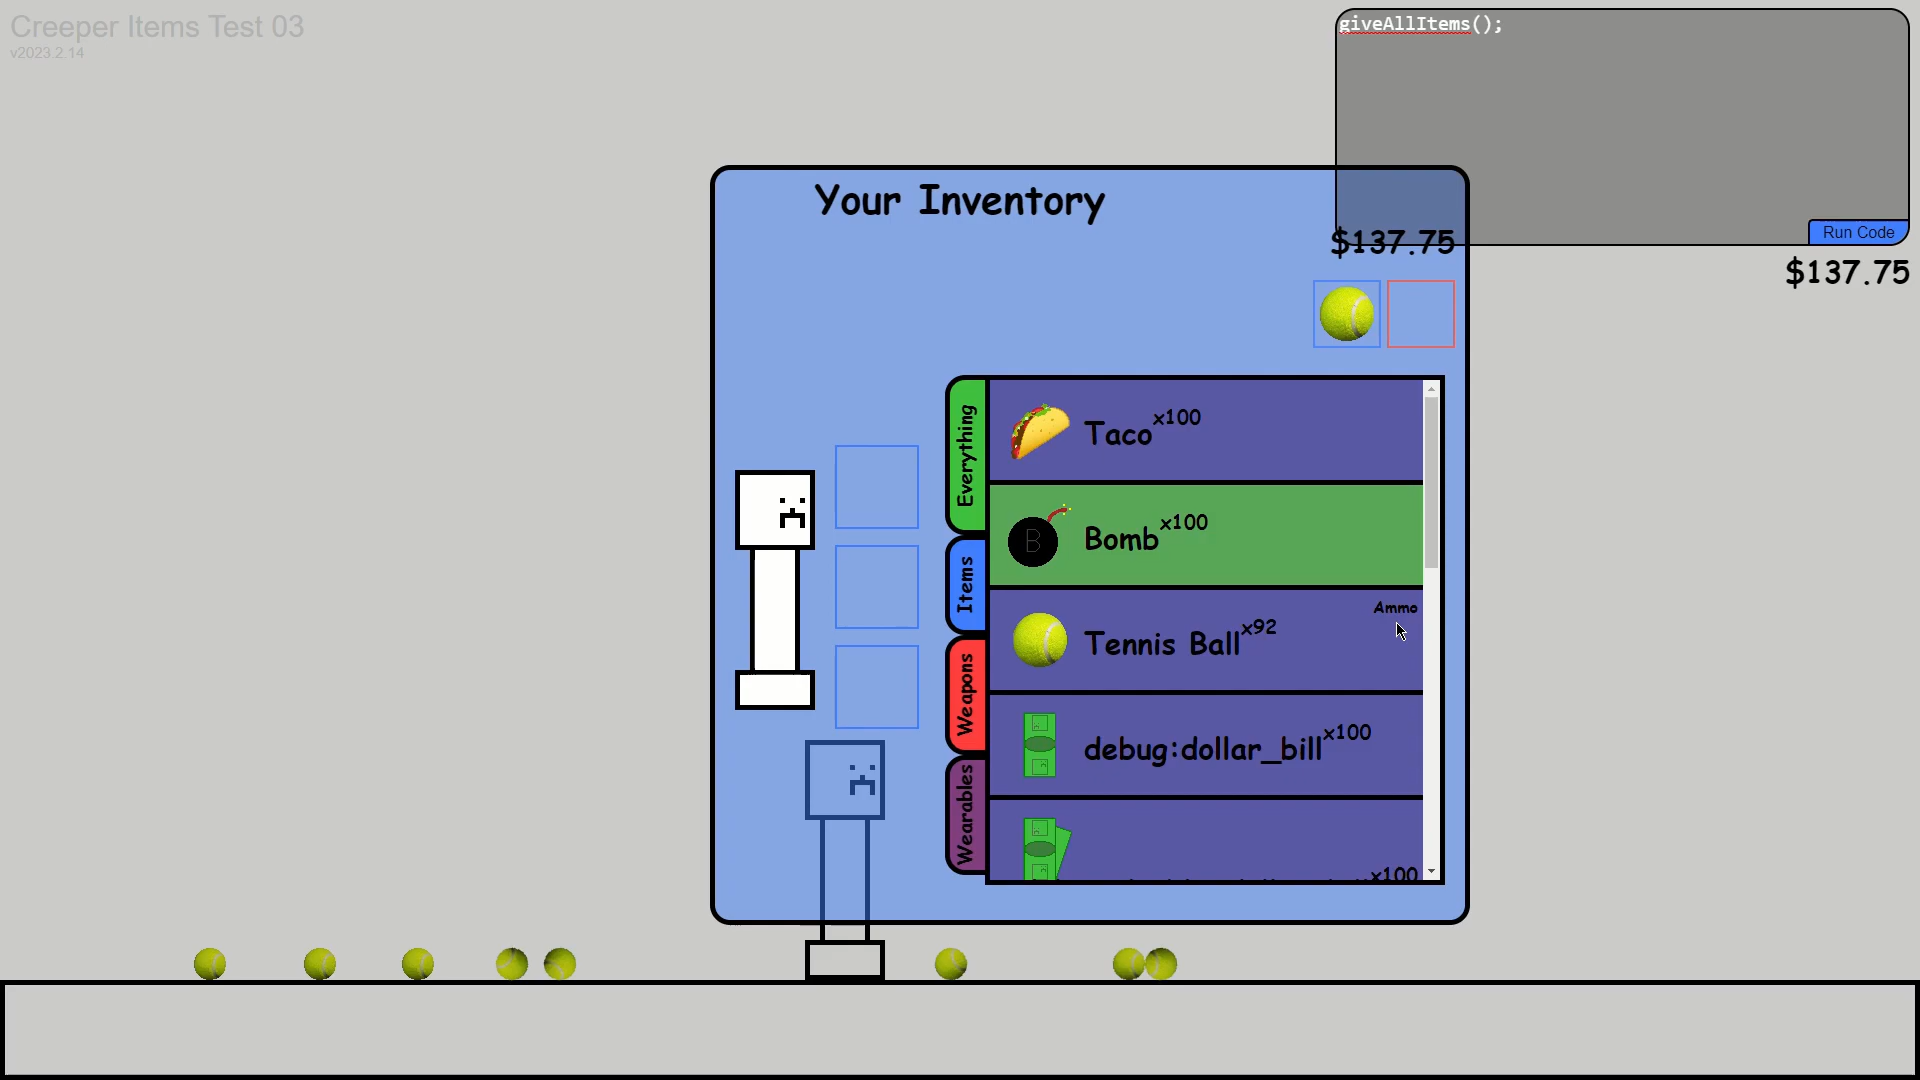 Creeper Items Test 03
v2023.2.14
giveAllItems();
Run Code
$137.75
Your Inventory
$137.75
Everything
Items
Weapons
Wearables
Taco x100
B
Bomb x100
Ammo
Tennis Ball x92
debug:dollar_bill x100
x100